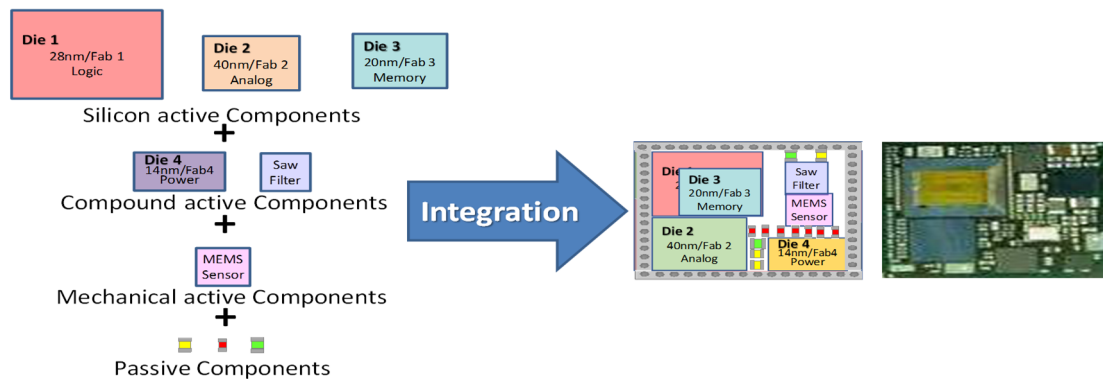 Die 1
28nm/Fab 1
Logic
Die 2
40nm/Fab 2
Analog
Die 3
20nm/Fab 3
Memory
Silicon active Components
+
Die 4
14nm/Fab4
Power
Saw
Filter
Compound active Components
+
MEMS
Sensor
Mechanical active Components
+
Passive Components
Integration
Di
2
Die 3
20nm/Fab 3
Memory
Saw
Filter
MEMS
Sensor
Die 2
40nm/Fab 2
Analog
Die 4
14nm/Fab4
Power